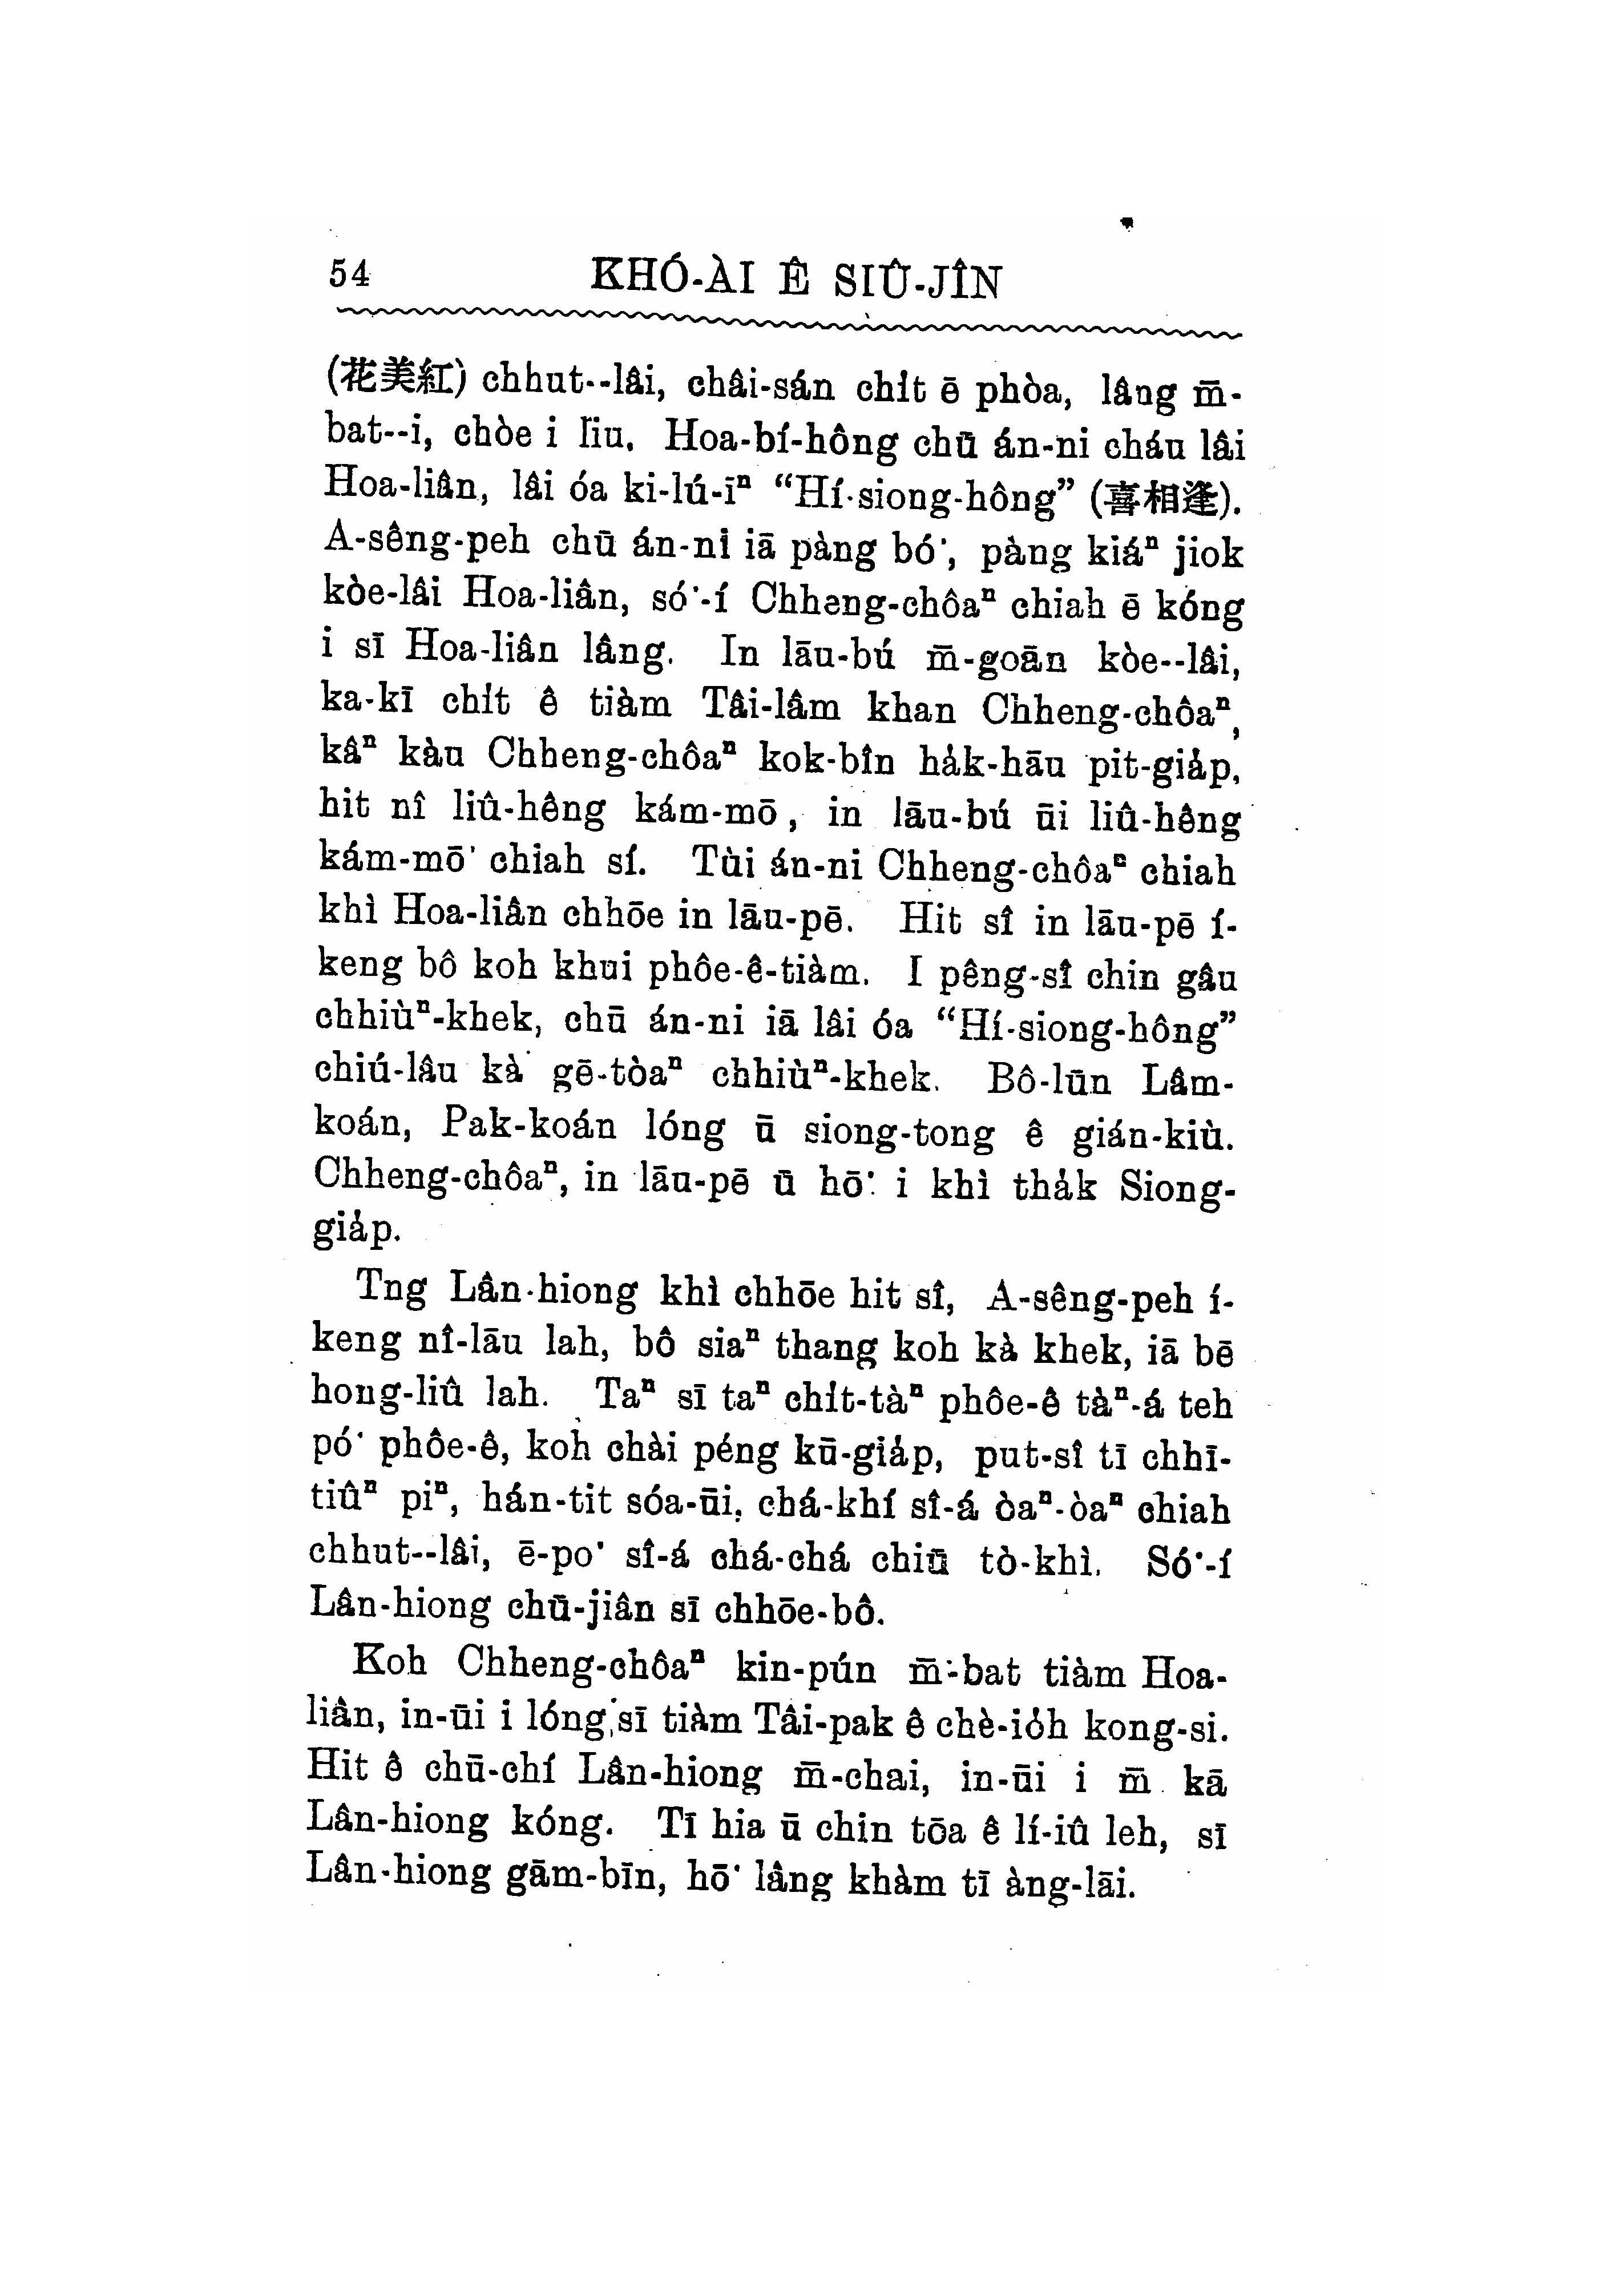 54 KHÓ-ÀI Ê SIÛ-JÎN
(花美紅) chhut--lâi, châi-sán chi̍t ē phòa, lâng m̄-
bat--i, chòe i liu. Hoa-bí-hông chū án-ni cháu lâi
Hoa-liân, lâi óa ki-lú-īⁿ “Hí-siong-hông” (喜相逢).
A-sêng-peh chū án-ni iā pàng bó͘, pàng kiáⁿ jiok
kòe-lâi Hoa-liân, só͘-í Chheng-chôaⁿ chiah ē kóng
i sī Hoa-liân lâng. In lāu-bú m̄-goān kòe--lâi,
ka-kī chi̍t ê tiàm Tâi-lâm khan Chheng-chôaⁿ,
kâⁿ kàu Chheng-chôaⁿ kok-bîn ha̍k-hāu pit-gia̍p,
hit nî liû-hêng kám-mō, in lāu-bú ūi liû-hêng
kám-mō͘ chiah sí. Tùi án-ni Chheng-chôaⁿ chiah
khì Hoa-liân chhōe in lāu-pē. Hit sî in lāu-pē í-
keng bô koh khui phôe-ê-tiàm. I pêng-sî chin gâu
chhiùⁿ-khek, chū án-ni iā lâi óa “Hí-siong-hông”
chiú-lâu kà gē-tòaⁿ chhiùⁿ-khek. Bô-lūn Lâm-
koán, Pak-koán lóng ū siong-tong ê gián-kiù.
Chheng-chôaⁿ, in lāu-pē ū hō͘ i khì tha̍k Siong-
gia̍p.
Tng Lân-hiong khì chhōe hit sî, A-sêng-peh í-
keng nî-lāu lah, bô siaⁿ thang koh kà khek, iā bē
hong-liû lah. Taⁿ sī taⁿ chi̍t-tàⁿ phôe-ê tàⁿ-á teh
pó͘ phôe-ê, koh chài péng kū-gia̍p, put-sî tī chhī-
tiûⁿ piⁿ, hán-tit sóa-ūi, chá-khí sî-á òaⁿ-òaⁿ chiah
chhut--lâi, ē-po͘ sî-á chá-chá chiū tò-khì. Só͘-í
Lân-hiong chū-jiân sī chhōe-bô.
Koh Chheng-chôaⁿ kin-pún m̄-bat tiàm Hoa-
liân, in-ūi i lóng sī tiàm Tâi-pak ê chè-io̍h kong-si.
Hit ê chū-chí Lân-hiong m̄-chai, in-ūi i m̄ kā
Lân-hiong kóng. Tī hia ū chin tōa ê lí-iû leh, sī
Lân-hiong gām-bīn, hō͘ lâng khàm tī àng-lāi.